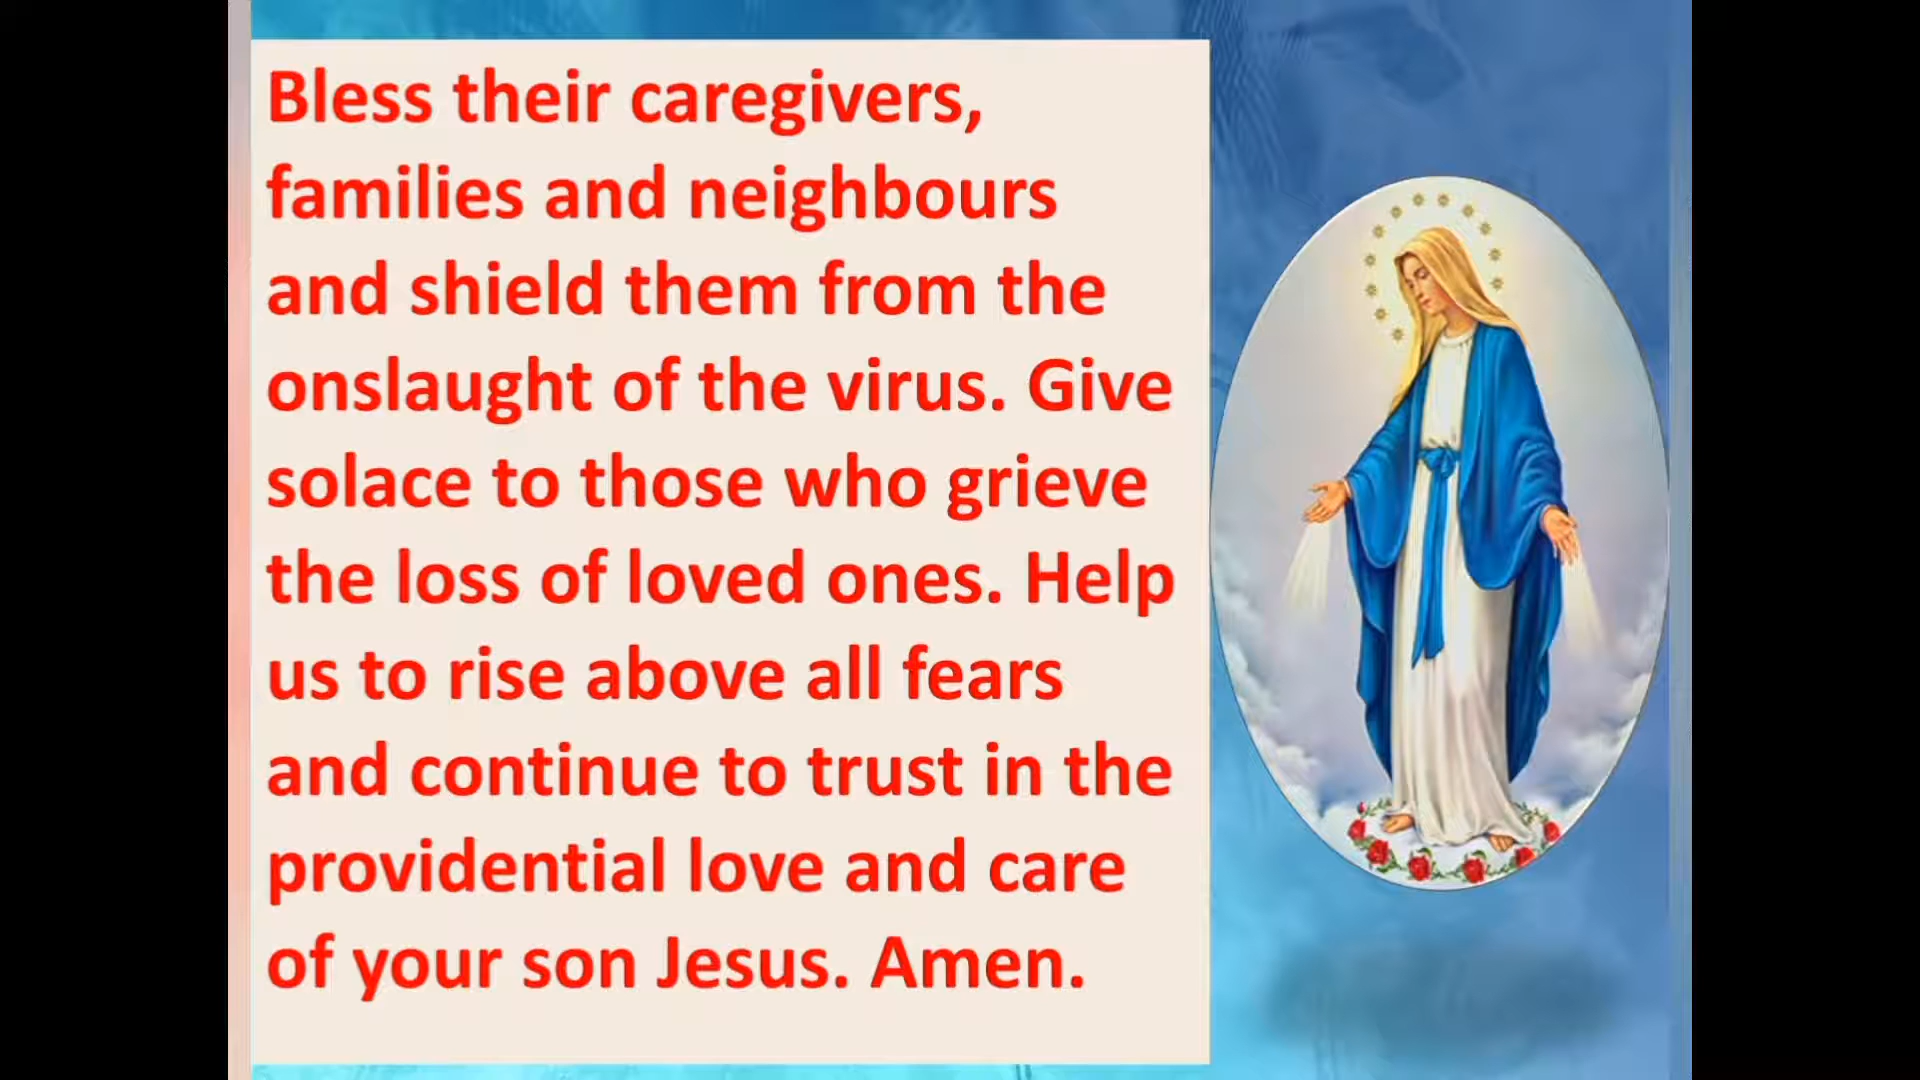 Bless their caregivers,
families and neighbours
and shield them from the
onslaught of the virus. Give
solace to those who grieve
the loss of loved ones. Help
us to rise above all fears
and continue to trust in the
providential love and care
of your son Jesus. Amen.